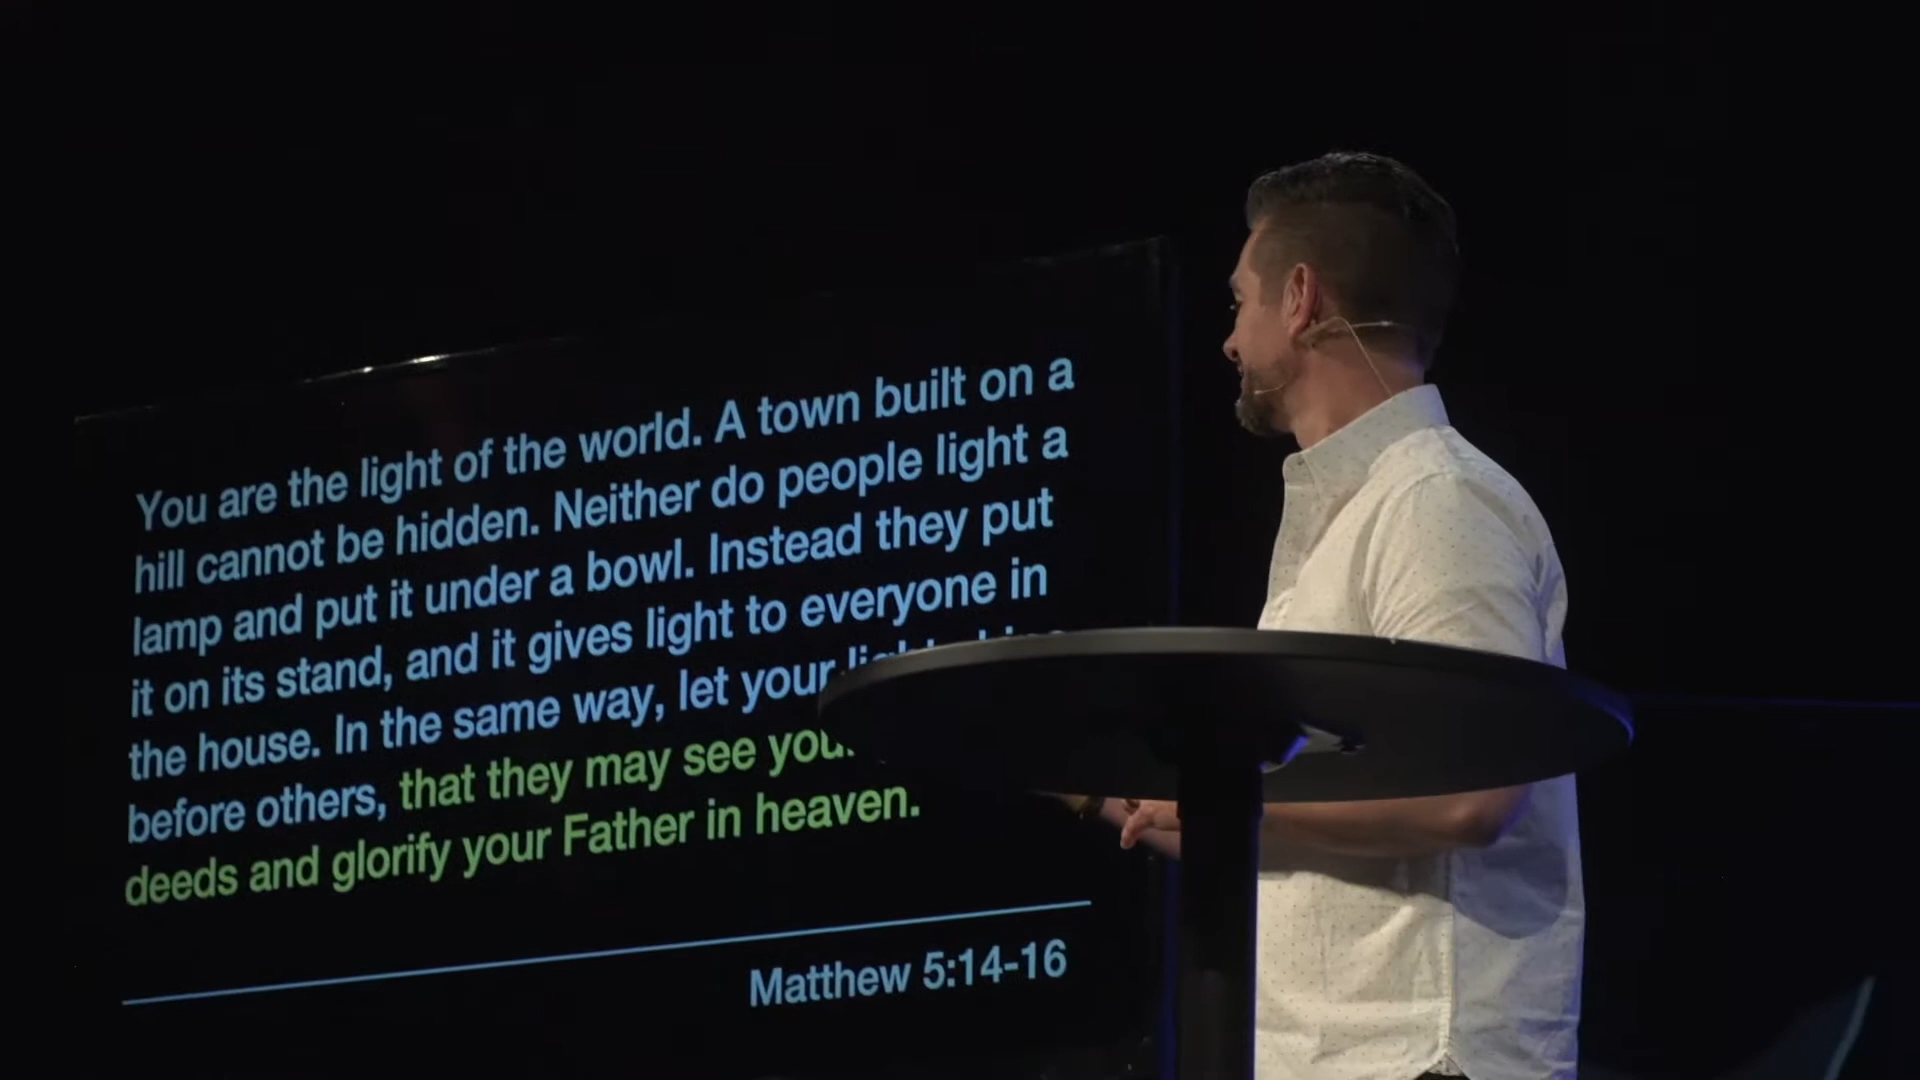 You are the light of the world. A town built on a
hill cannot be hidden. Neither do people light a
lamp and put it under a bowl. Instead they put
it on its stand, and it gives light to everyone in
the house. In the same way, let your
before others, that they may see
deeds and glorify your Father in heaven.
Matthew 5:14-16